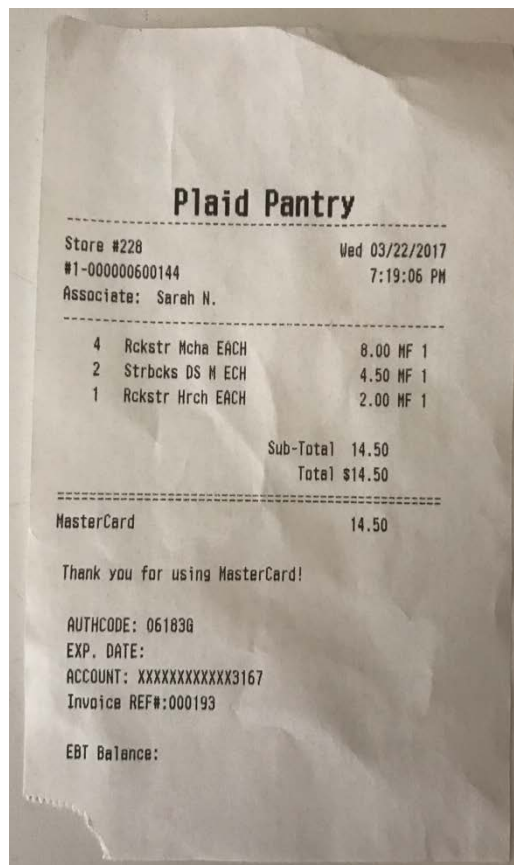 Plaid Pantry
Store #228 Wed 03/22/2017
#1-000000600144 7:19:06 PM
Associate: Sarah N.
4 Rckstr Mcha EACH 8.00 MF 1
2 Strbcks DS M ECH 4.50 MF 1
1 Rckstr Hrch EACH 2.00 MF 1
Sub-Total 14.50
Total $14.50
MasterCard 14.50
Thank you for using MasterCard!
AUTHCODE: 06183G
EXP. DATE:
ACCOUNT: XXXXXXXXXXXX3167
Invoice REF#:000193
EBT Balance: